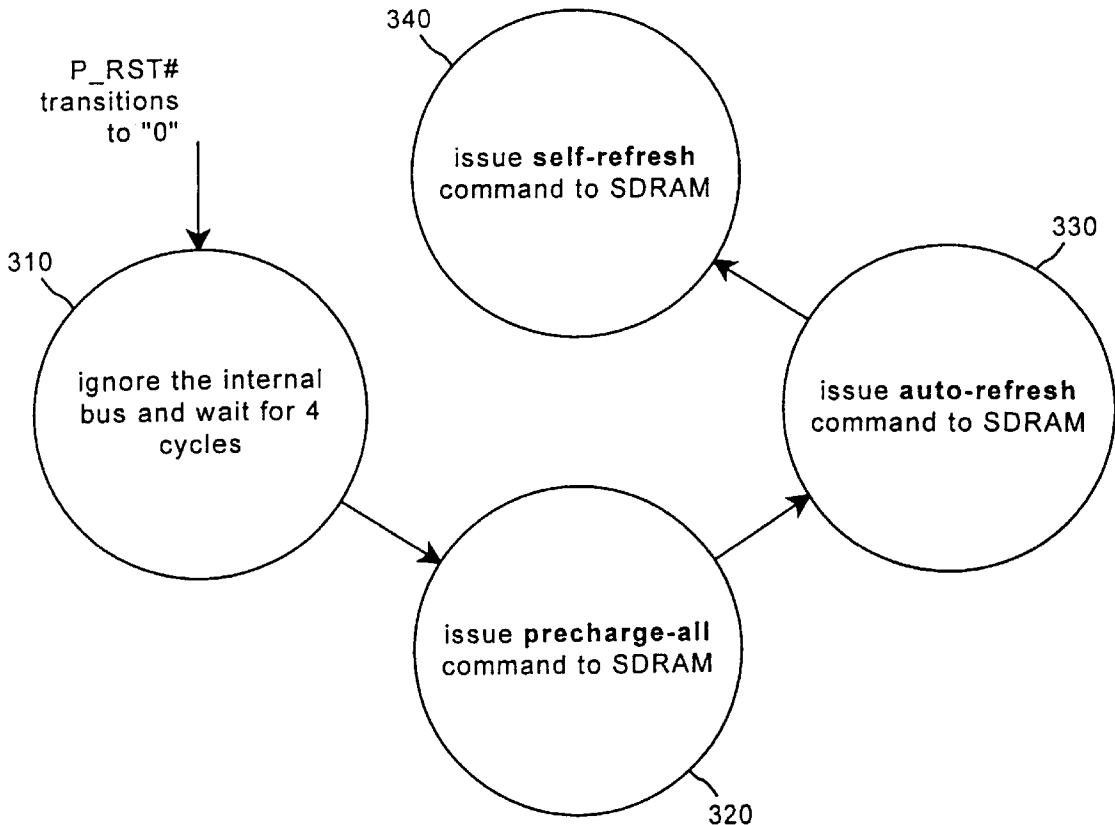 P_RST#
transitions
to "0"
310
ignore the internal
bus and wait for 4
cycles
320
issue precharge-all
command to SDRAM
330
issue auto-refresh
command to SDRAM
340
issue self-refresh
command to SDRAM